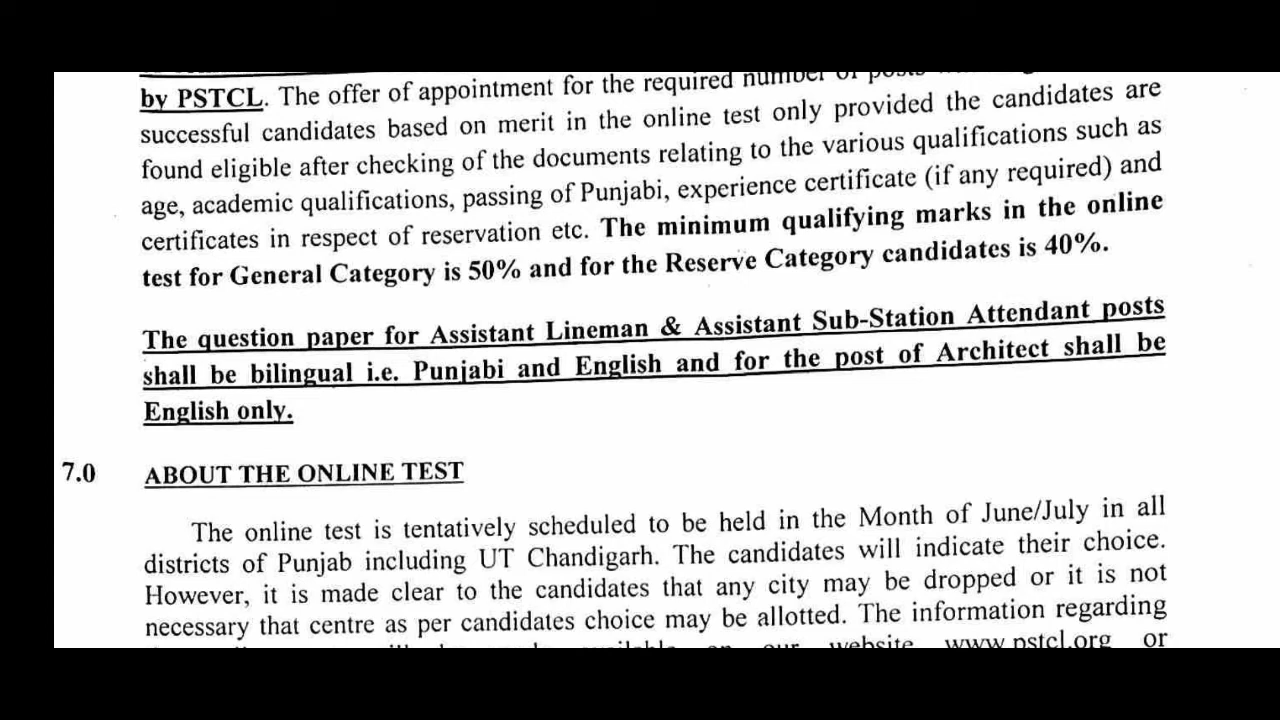 by PSTCL. The offer of appointment for the required number of posts
successful candidates based on merit in the online test only provided the candidates are
found eligible after checking of the documents relating to the various qualifications such as
age, academic qualifications, passing of Punjabi, experience certificate (if any required) and
certificates in respect of reservation etc. The minimum qualifying marks in the online
test for General Category is 50% and for the Reserve Category candidates is 40%.
The question paper for Assistant Lineman & Assistant Sub-Station Attendant posts
shall be bilingual i.e. Punjabi and English and for the post of Architect shall be
English only.
7.0 ABOUT THE ONLINE TEST
The online test is tentatively scheduled to be held in the Month of June/July in all
districts of Punjab including UT Chandigarh. The candidates will indicate their choice.
However, it is made clear to the candidates that any city may be dropped or it is not
necessary that centre as per candidates choice may be allotted. The information regarding
available on our website www.pstcl.org or